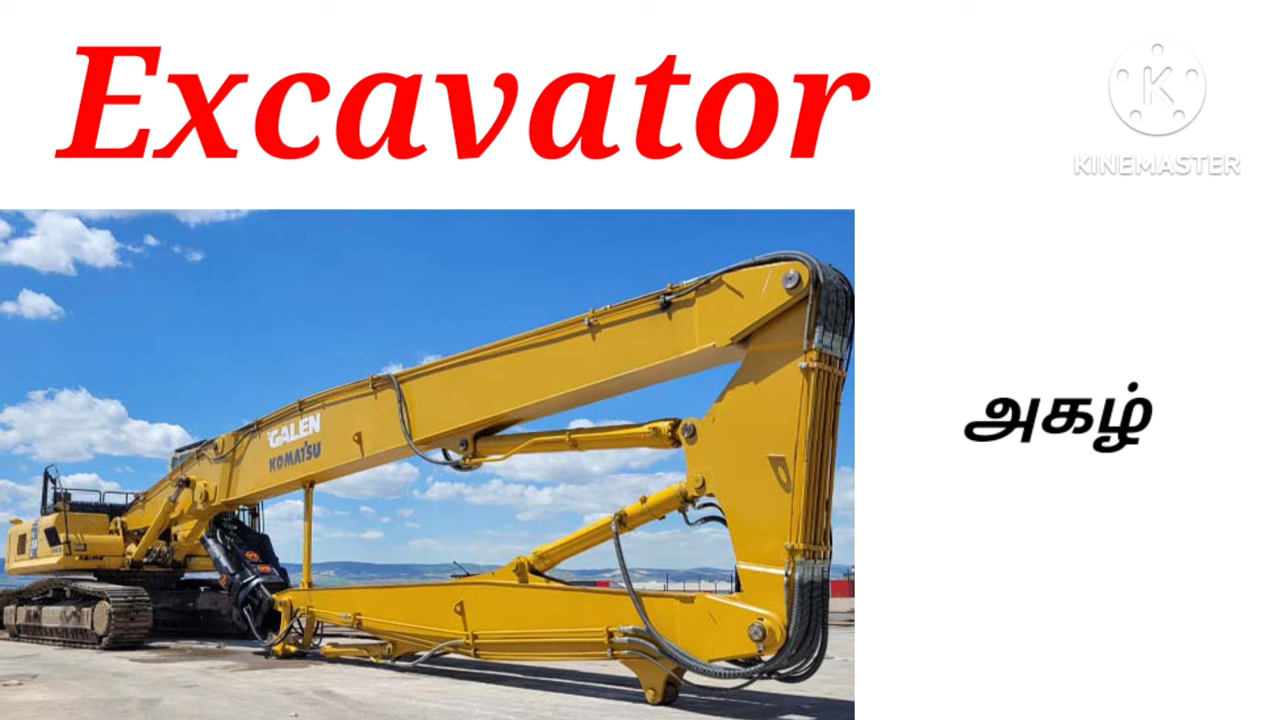 Excavator
K
KINEMASTER
GALEN
KOMATSU
அகழ்